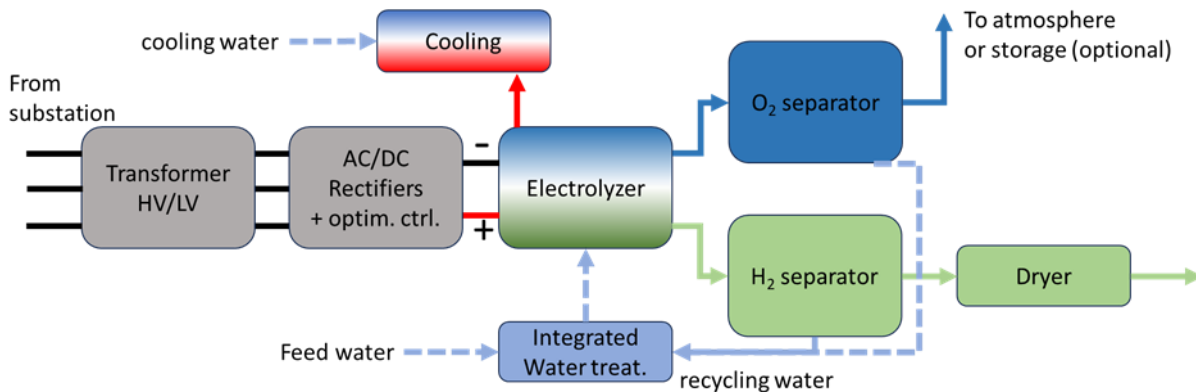 cooling water
Cooling
To atmosphere
or storage (optional)
From
substation
O₂ separator
Transformer
HV/LV
AC/DC
Rectifiers
+ optim. ctrl.
-
+
Electrolyzer
H₂ separator
Dryer
Feed water
Integrated
Water treat.
recycling water